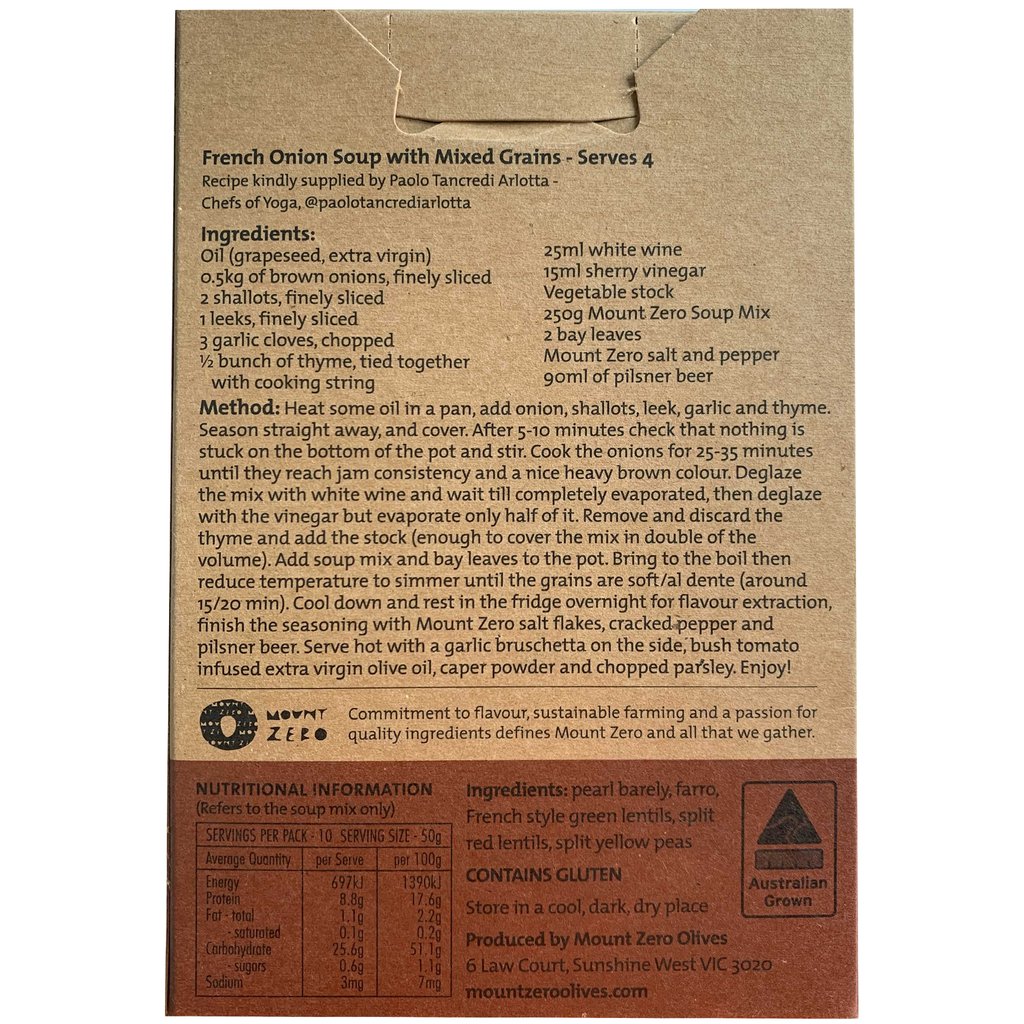 French Onion Soup with Mixed Grains - Serves 4
Recipe kindly supplied by Paolo Tancredi Arlotta -
Chefs of Yoga, @paolotancrediarlotta
Ingredients:
Oil (grapeseed, extra virgin)
0.5kg of brown onions, finely sliced
2 shallots, finely sliced
1 leeks, finely sliced
3 garlic cloves, chopped
½ bunch of thyme, tied together
with cooking string
25ml white wine
15ml sherry vinegar
Vegetable stock
250g Mount Zero Soup Mix
2 bay leaves
Mount Zero salt and pepper
90ml of pilsner beer
Method: Heat some oil in a pan, add onion, shallots, leek, garlic and thyme.
Season straight away, and cover. After 5-10 minutes check that nothing is
stuck on the bottom of the pot and stir. Cook the onions for 25-35 minutes
until they reach jam consistency and a nice heavy brown colour. Deglaze
the mix with white wine and wait till completely evaporated, then deglaze
with the vinegar but evaporate only half of it. Remove and discard the
thyme and add the stock (enough to cover the mix in double of the
volume). Add soup mix and bay leaves to the pot. Bring to the boil then
reduce temperature to simmer until the grains are soft/al dente (around
15/20 min). Cool down and rest in the fridge overnight for flavour extraction,
finish the seasoning with Mount Zero salt flakes, cracked pepper and
pilsner beer. Serve hot with a garlic bruschetta on the side, bush tomato
infused extra virgin olive oil, caper powder and chopped parsley. Enjoy!
MOUNT
ZERO
Commitment to flavour, sustainable farming and a passion for
quality ingredients defines Mount Zero and all that we gather.
NUTRITIONAL INFORMATION
(Refers to the soup mix only)
SERVINGS PER PACK - 10 SERVING SIZE - 50g
Average Quantity per Serve per 100g
Energy 697kJ 1390kJ
Protein 8.8g 17.6g
Fat - total 1.1g 2.2g
- saturated 0.1g 0.2g
Carbohydrate 25.6g 51.1g
- sugars 0.6g 1.1g
Sodium 3mg 7mg
Ingredients: pearl barely, farro,
French style green lentils, split
red lentils, split yellow peas
CONTAINS GLUTEN
Store in a cool, dark, dry place
Produced by Mount Zero Olives
6 Law Court, Sunshine West VIC 3020
mountzeroolives.com
Australian
Grown